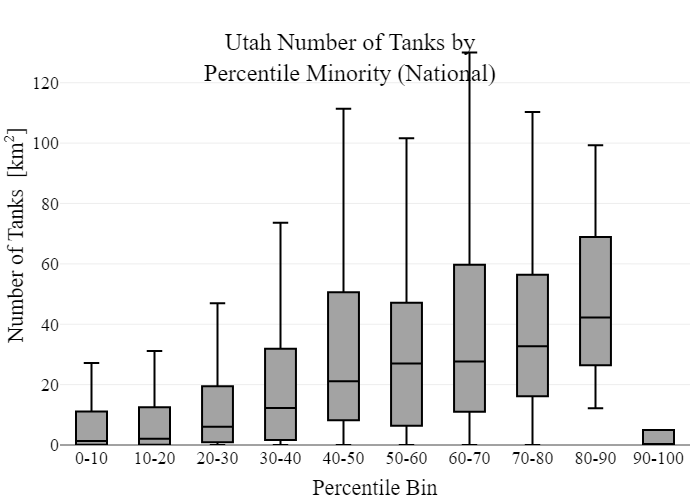 Utah Number of Tanks by
Percentile Minority (National)
Number of Tanks [km²]
120
100
80
60
40
20
0
0-10 10-20 20-30 30-40 40-50 50-60 60-70 70-80 80-90 90-100
Percentile Bin